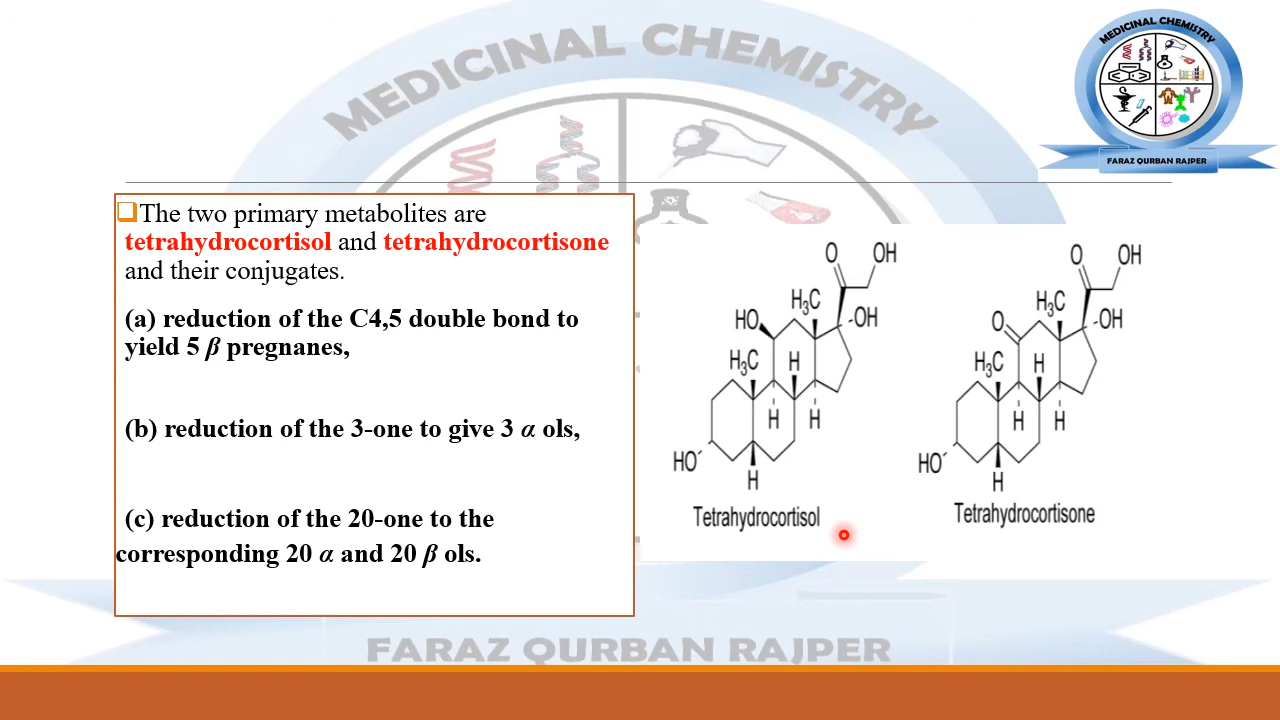 MEDICINAL CHEMISTRY
MEDICINAL CHEMISTRY
FARAZ QURBAN RAJPER
The two primary metabolites are
tetrahydrocortisol and tetrahydrocortisone
and their conjugates.
(a) reduction of the C4,5 double bond to
yield 5 β pregnanes,
(b) reduction of the 3-one to give 3 α ols,
(c) reduction of the 20-one to the
corresponding 20 α and 20 β ols.
O
OH
H₃C
HO
-OH
H₃C
H
H
H
HO
H
Tetrahydrocortisol
O
OH
H₃C
O
-OH
H₃C
H
H
H
HO
H
Tetrahydrocortisone
FARAZ QURBAN RAJPER